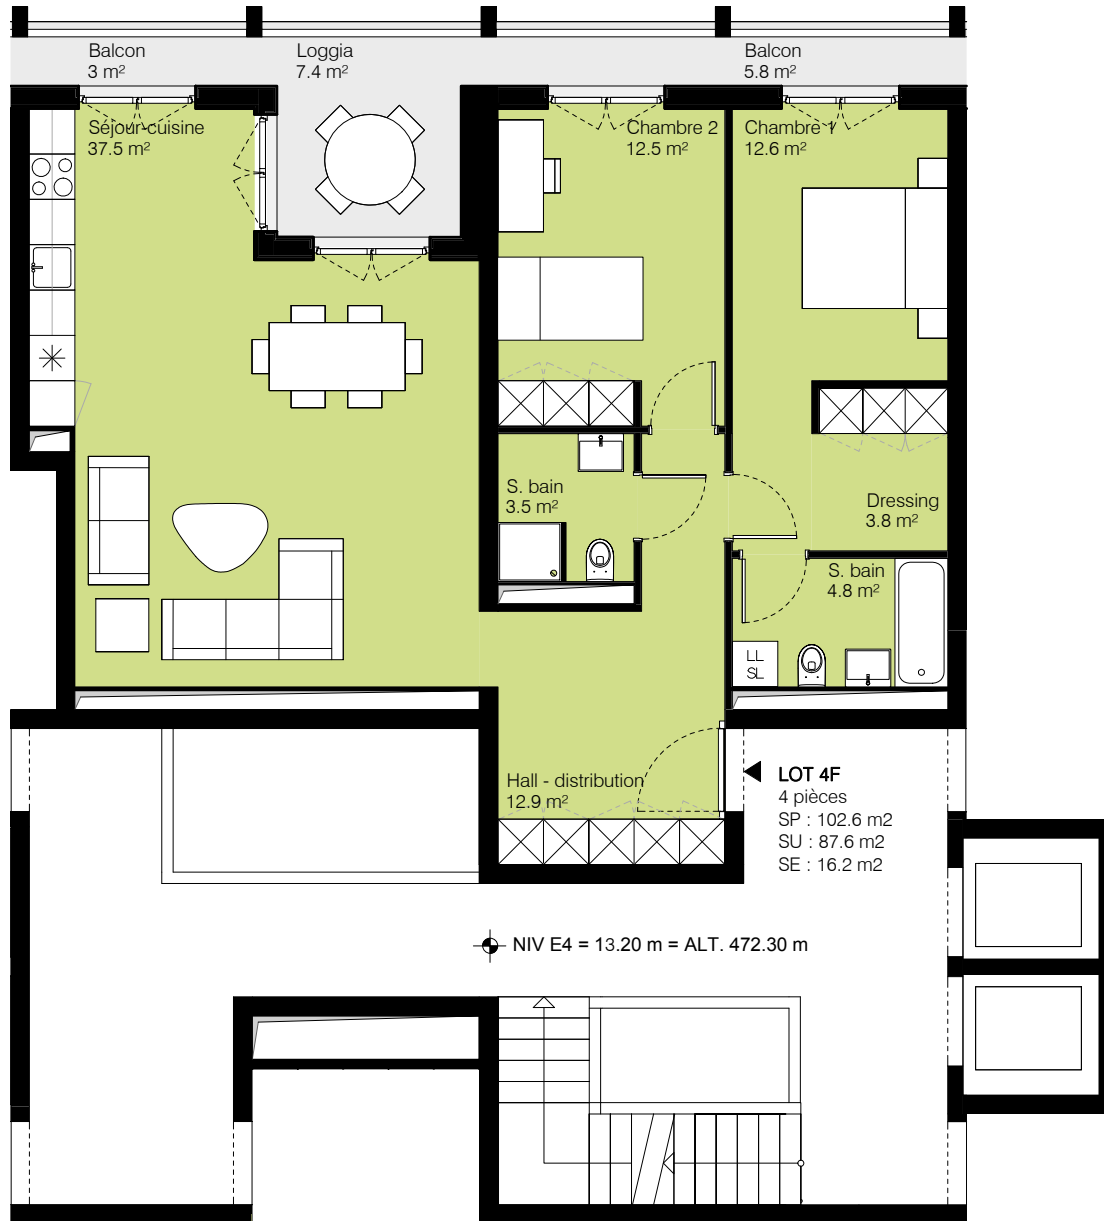 Balcon
3 m²
Loggia
7.4 m²
Balcon
5.8 m²
Séjour-cuisine
37.5 m²
Chambre 2
12.5 m²
Chambre 1
12.6 m²
S. bain
3.5 m²
Dressing
3.8 m²
S. bain
4.8 m²
LL
SL
Hall - distribution
12.9 m²
LOT 4F
4 pièces
SP : 102.6 m2
SU : 87.6 m2
SE : 16.2 m2
NIV E4 = 13.20 m = ALT. 472.30 m